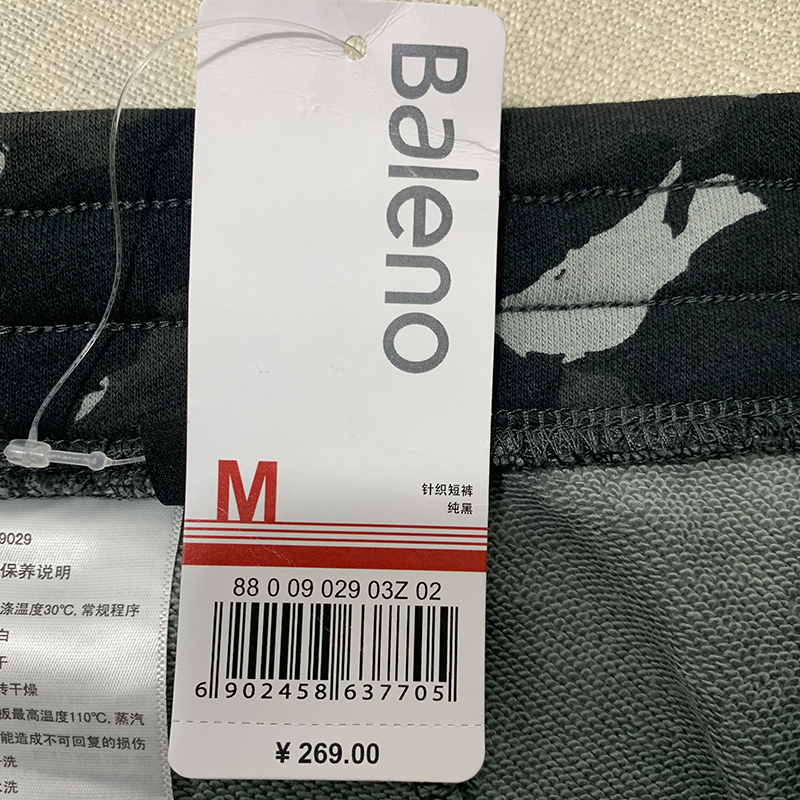 Baleno
M
针织短裤
纯黑
88 0 09 029 03Z 02
6 902458 637705
¥ 269.00
9029
保养说明
涤温度30℃, 常规程序
白
干
转干燥
板最高温度110℃, 蒸汽
能造成不可回复的损伤
洗
洗